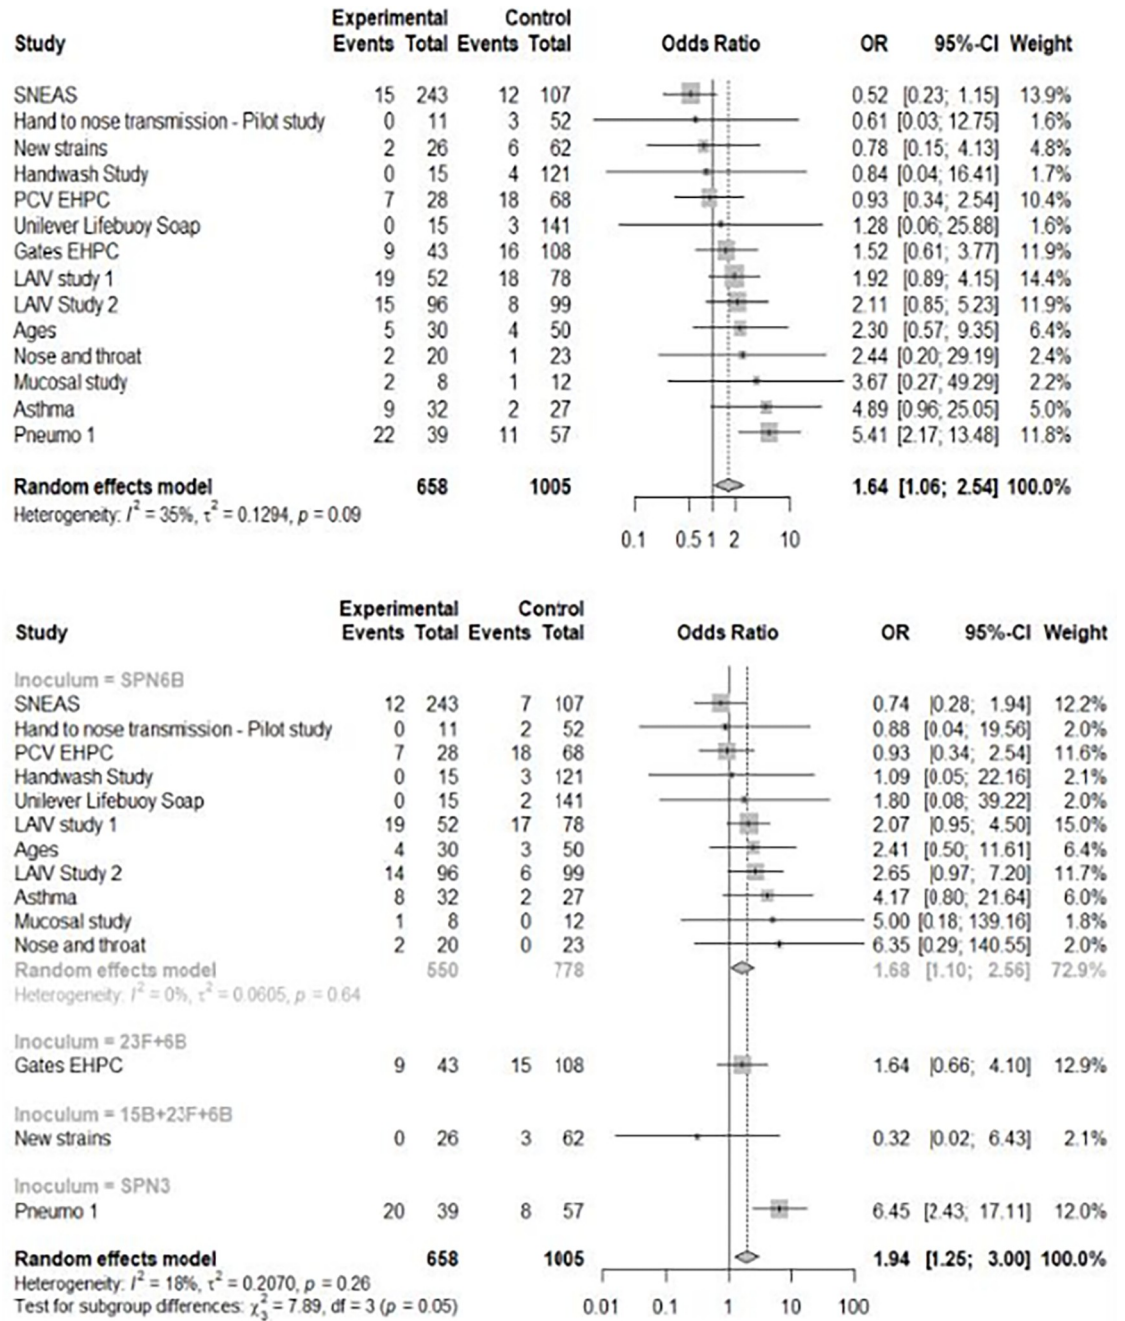 Experimental Control
Study Events Total Events Total Odds Ratio OR 95%-CI Weight
SNEAS 15 243 12 107 0.52 [0.23; 1.15] 13.9%
Hand to nose transmission - Pilot study 0 11 3 52 0.61 [0.03; 12.75] 1.6%
New strains 2 26 6 62 0.78 [0.15; 4.13] 4.8%
Handwash Study 0 15 4 121 0.84 [0.04; 16.41] 1.7%
PCV EHPC 7 28 18 68 0.93 [0.34; 2.54] 10.4%
Unilever Lifebuoy Soap 0 15 3 141 1.28 [0.06; 25.88] 1.6%
Gates EHPC 9 43 16 108 1.52 [0.61; 3.77] 11.9%
LAIV study 1 19 52 18 78 1.92 [0.89; 4.15] 14.4%
LAIV Study 2 15 96 8 99 2.11 [0.85; 5.23] 11.9%
Ages 5 30 4 50 2.30 [0.57; 9.35] 6.4%
Nose and throat 2 20 1 23 2.44 [0.20; 29.19] 2.4%
Mucosal study 2 8 1 12 3.67 [0.27; 49.29] 2.2%
Asthma 9 32 2 27 4.89 [0.96; 25.05] 5.0%
Pneumo 1 22 39 11 57 5.41 [2.17; 13.48] 11.8%
Random effects model 658 1005 1.64 [1.06; 2.54] 100.0%
Heterogeneity: I² = 35%, τ² = 0.1294, p = 0.09
0.1 0.5 1 2 10
Experimental Control
Study Events Total Events Total Odds Ratio OR 95%-CI Weight
Inoculum = SPN6B
SNEAS 12 243 7 107 0.74 [0.28; 1.94] 12.2%
Hand to nose transmission - Pilot study 0 11 2 52 0.88 [0.04; 19.56] 2.0%
PCV EHPC 7 28 18 68 0.93 [0.34; 2.54] 11.6%
Handwash Study 0 15 3 121 1.09 [0.05; 22.16] 2.1%
Unilever Lifebuoy Soap 0 15 2 141 1.80 [0.08; 39.22] 2.0%
LAIV study 1 19 52 17 78 2.07 [0.95; 4.50] 15.0%
Ages 4 30 3 50 2.41 [0.50; 11.61] 6.4%
LAIV Study 2 14 96 6 99 2.65 [0.97; 7.20] 11.7%
Asthma 8 32 2 27 4.17 [0.80; 21.64] 6.0%
Mucosal study 1 8 0 12 5.00 [0.18; 139.16] 1.8%
Nose and throat 2 20 0 23 6.35 [0.29; 140.55] 2.0%
Random effects model 550 778 1.68 [1.10; 2.56] 72.9%
Heterogeneity: I² = 0%, τ² = 0.0605, p = 0.64
Inoculum = 23F+6B
Gates EHPC 9 43 15 108 1.64 [0.66; 4.10] 12.9%
Inoculum = 15B+23F+6B
New strains 0 26 3 62 0.32 [0.02; 6.43] 2.1%
Inoculum = SPN3
Pneumo 1 20 39 8 57 6.45 [2.43; 17.11] 12.0%
Random effects model 658 1005 1.94 [1.25; 3.00] 100.0%
Heterogeneity: I² = 18%, τ² = 0.2070, p = 0.26
Test for subgroup differences: χ²₃ = 7.89, df = 3 (p = 0.05)
0.01 0.1 1 10 100